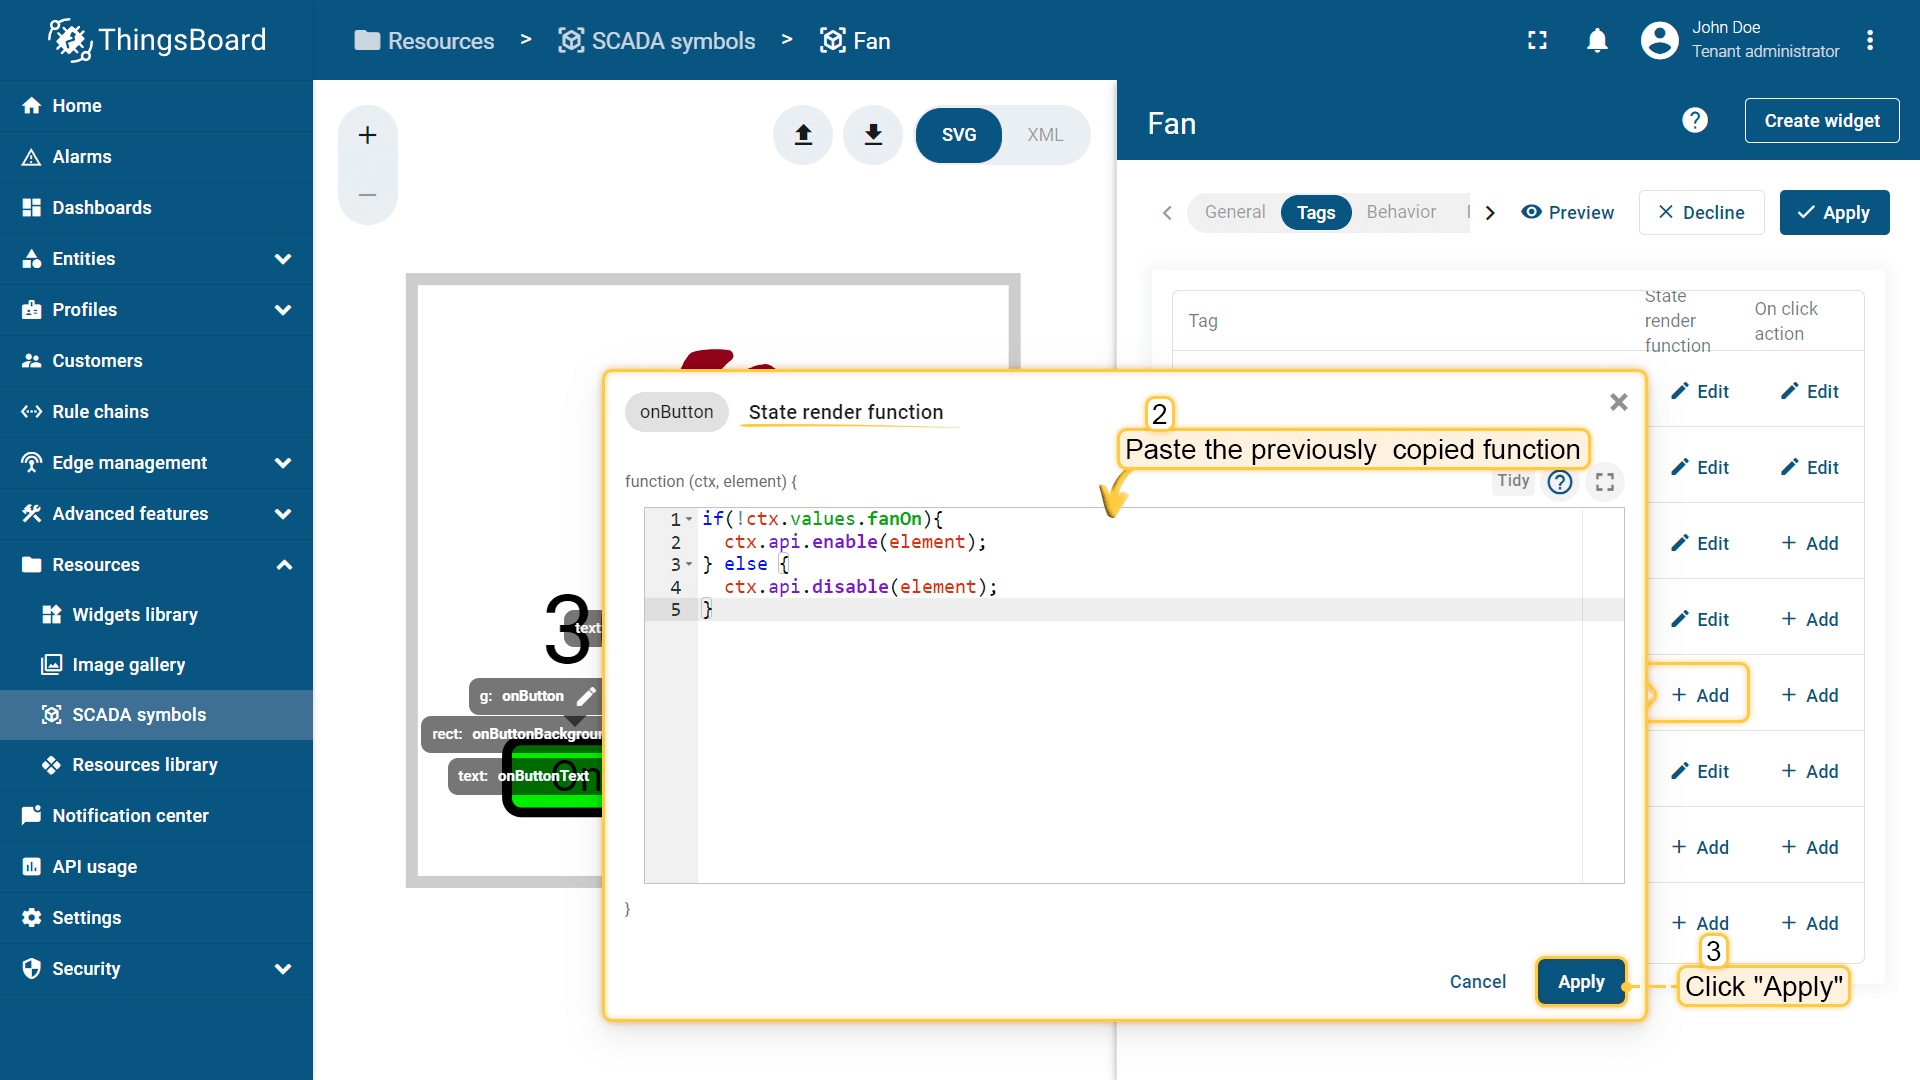 ThingsBoard
Resources > SCADA symbols > Fan
John Doe
Tenant administrator
Home
Alarms
Dashboards
Entities
Profiles
Customers
Rule chains
Edge management
Advanced features
Resources
Widgets library
Image gallery
SCADA symbols
Resources library
Notification center
API usage
Settings
Security
+
−
SVG
XML
3
text:
g: onButton
rect: onButtonBackgroun
text: onButtonText
On
Fan
?
Create widget
General
Tags
Behavior
Preview
Decline
Apply
Tag
State render function
On click action
Edit
Edit
Edit
Edit
Edit
+ Add
Edit
+ Add
+ Add
+ Add
Edit
+ Add
+ Add
+ Add
+ Add
+ Add
onButton
State render function
2
Paste the previously copied function
function (ctx, element) {
Tidy
?
1 if(!ctx.values.fanOn){
2 ctx.api.enable(element);
3 } else {
4 ctx.api.disable(element);
5 }
}
Cancel
Apply
3
Click "Apply"